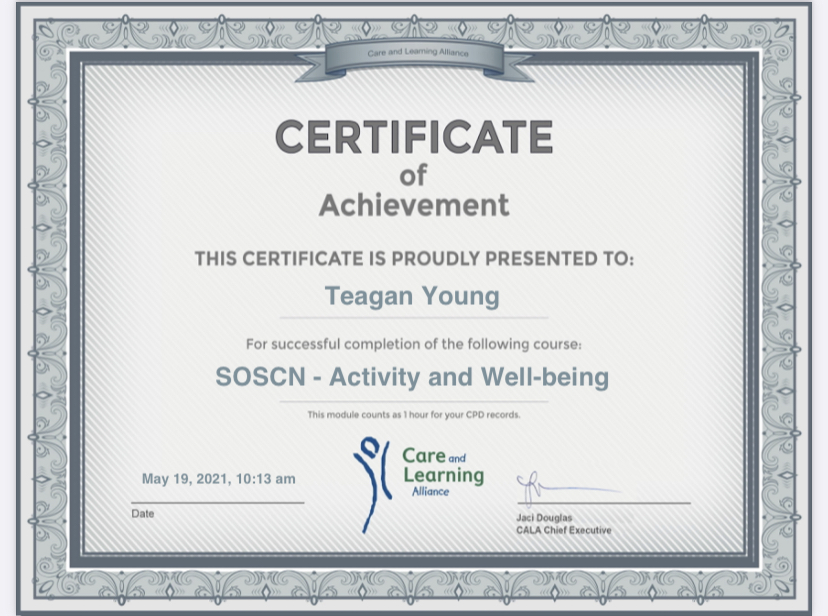 Care and Learning Alliance
CERTIFICATE
of
Achievement
THIS CERTIFICATE IS PROUDLY PRESENTED TO:
Teagan Young
For successful completion of the following course:
SOSCN - Activity and Well-being
This module counts as 1 hour for your CPD records.
May 19, 2021, 10:13 am
Date
Care and
Learning
Alliance
Jaci Douglas
CALA Chief Executive